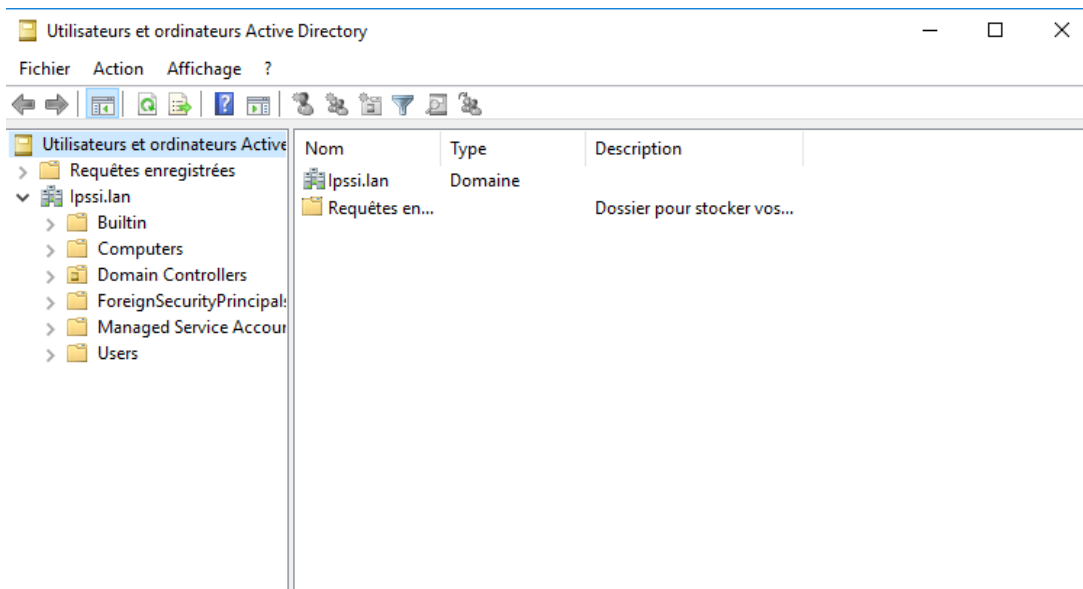 Utilisateurs et ordinateurs Active Directory
Fichier Action Affichage ?
Utilisateurs et ordinateurs Active
Requêtes enregistrées
lpssi.lan
Builtin
Computers
Domain Controllers
ForeignSecurityPrincipals
Managed Service Accour
Users
Nom Type Description
lpssi.lan Domaine
Requêtes en... Dossier pour stocker vos...